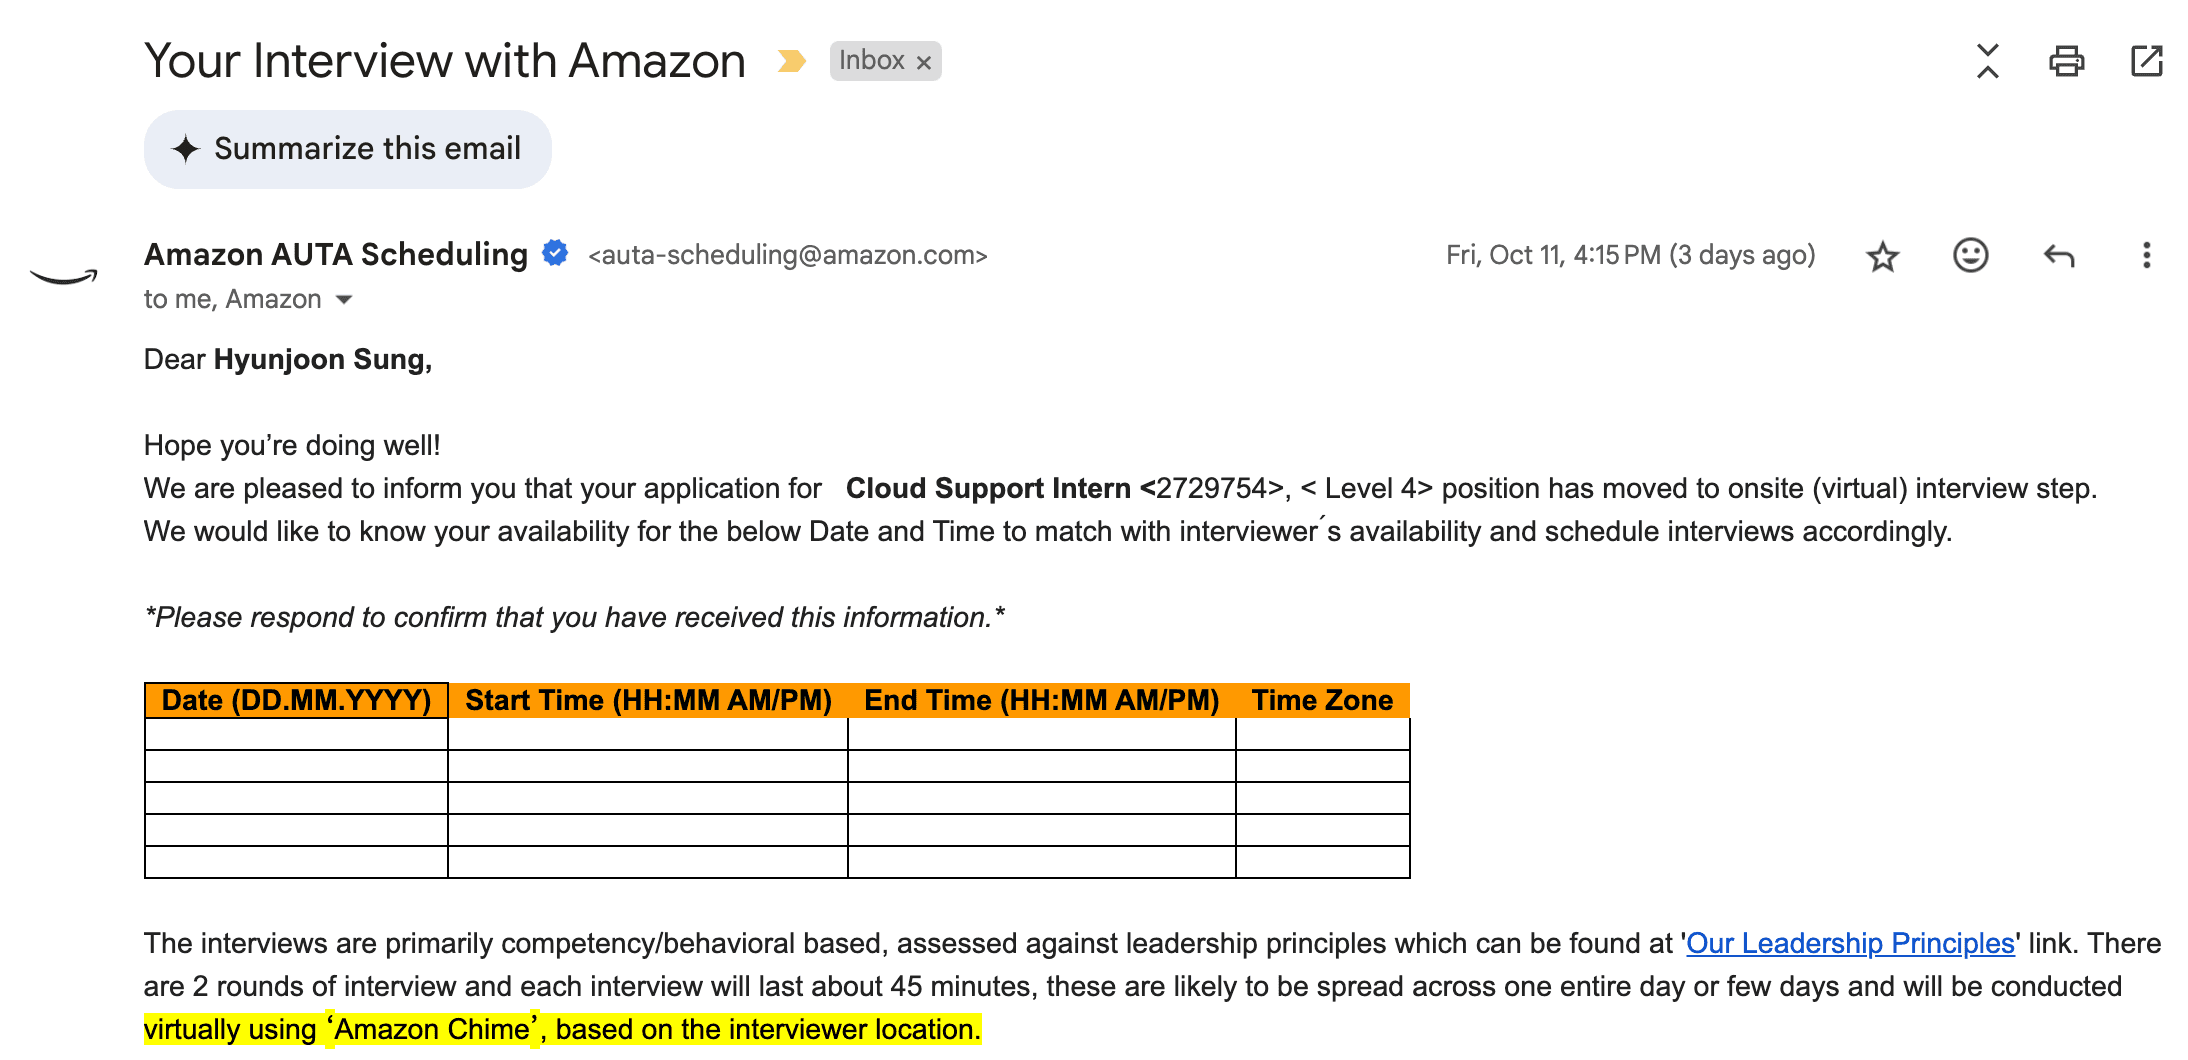 Your Interview with Amazon Inbox ×
Summarize this email
Amazon AUTA Scheduling <auta-scheduling@amazon.com> Fri, Oct 11, 4:15 PM (3 days ago)
to me, Amazon
Dear Hyunjoon Sung,
Hope you’re doing well!
We are pleased to inform you that your application for Cloud Support Intern <2729754>, < Level 4> position has moved to onsite (virtual) interview step.
We would like to know your availability for the below Date and Time to match with interviewer´s availability and schedule interviews accordingly.
*Please respond to confirm that you have received this information.*
Date (DD.MM.YYYY) Start Time (HH:MM AM/PM) End Time (HH:MM AM/PM) Time Zone
The interviews are primarily competency/behavioral based, assessed against leadership principles which can be found at 'Our Leadership Principles' link. There
are 2 rounds of interview and each interview will last about 45 minutes, these are likely to be spread across one entire day or few days and will be conducted
virtually using ‘Amazon Chime’, based on the interviewer location.